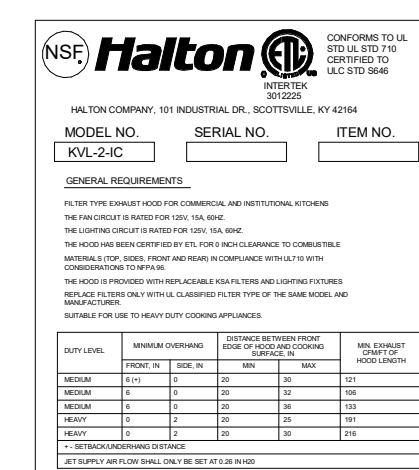 NSF Halton ETL CONFORMS TO UL
STD UL STD 710
CERTIFIED TO
ULC STD S646
C LISTED US
INTERTEK
3012225
HALTON COMPANY, 101 INDUSTRIAL DR., SCOTTSVILLE, KY 42164
MODEL NO. SERIAL NO. ITEM NO.
KVL-2-IC
GENERAL REQUIREMENTS
FILTER TYPE EXHAUST HOOD FOR COMMERCIAL AND INSTITUTIONAL KITCHENS
THE FAN CIRCUIT IS RATED FOR 125V, 15A, 60HZ.
THE LIGHTING CIRCUIT IS RATED FOR 125V, 15A, 60HZ.
THE HOOD HAS BEEN CERTIFIED BY ETL FOR 0 INCH CLEARANCE TO COMBUSTIBLE
MATERIALS (TOP, SIDES, FRONT AND REAR) IN COMPLIANCE WITH UL710 WITH
CONSIDERATIONS TO NFPA 96.
THE HOOD IS PROVIDED WITH REPLACEABLE KSA FILTERS AND LIGHTING FIXTURES
REPLACE FILTERS ONLY WITH UL CLASSIFIED FILTER TYPE OF THE SAME MODEL AND
MANUFACTURER.
SUITABLE FOR USE TO HEAVY DUTY COOKING APPLIANCES.
DUTY LEVEL MINIMUM OVERHANG DISTANCE BETWEEN FRONT
EDGE OF HOOD AND COOKING
SURFACE, IN MIN. EXHAUST
CFM/FT OF
HOOD LENGTH
FRONT, IN SIDE, IN MIN MAX
MEDIUM 6 (+) 0 20 30 121
MEDIUM 6 0 20 32 106
MEDIUM 6 0 20 36 133
HEAVY 0 2 20 25 191
HEAVY 0 2 20 30 216
+ - SETBACK/UNDERHANG DISTANCE
JET SUPPLY AIR FLOW SHALL ONLY BE SET AT 0.26 IN H20